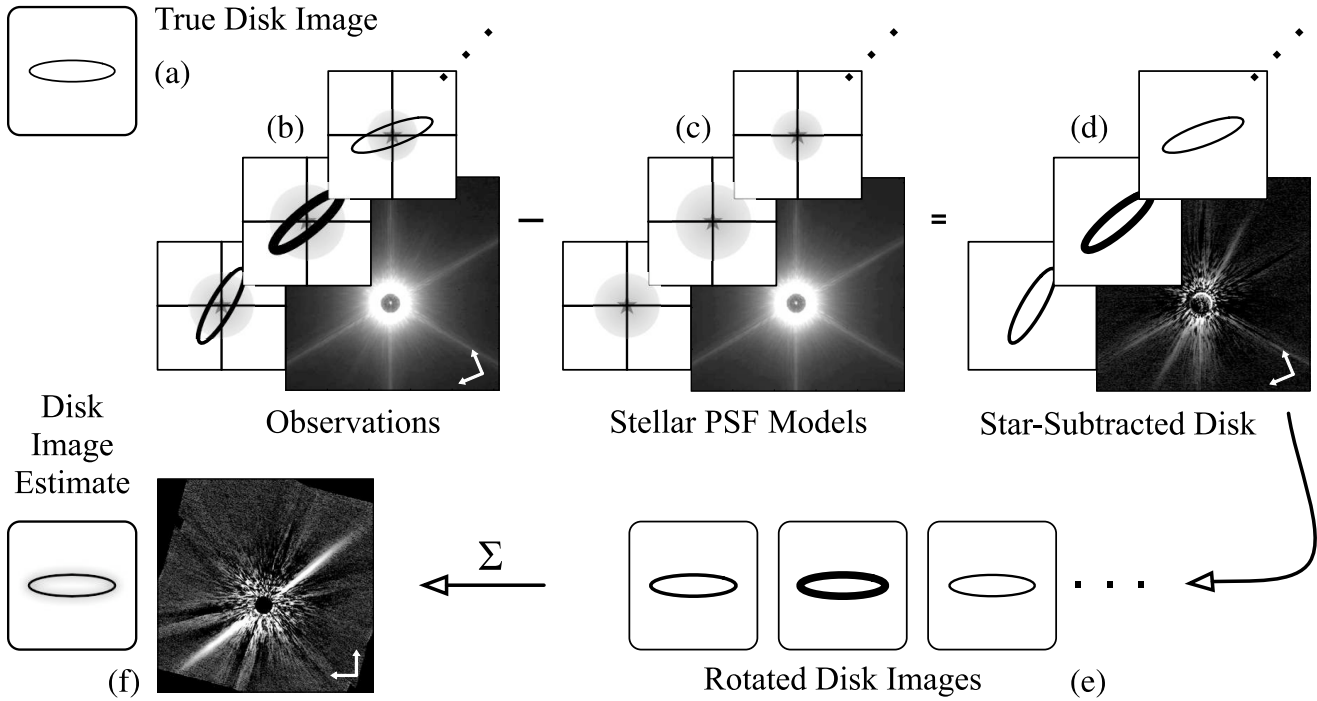 True Disk Image
(a)
(b)
(c)
(d)
–
=
Observations
Stellar PSF Models
Star-Subtracted Disk
Disk
Image
Estimate
Σ
(f)
Rotated Disk Images
(e)